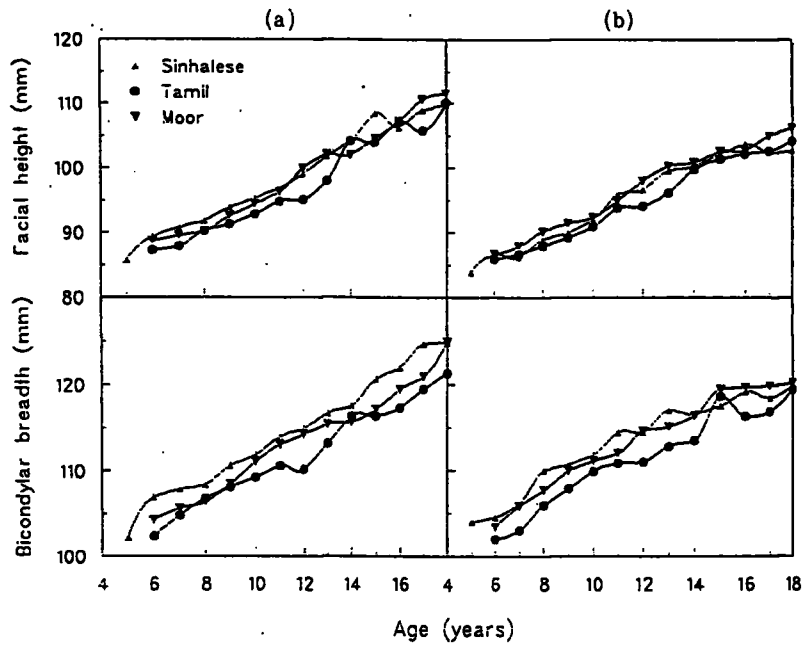 (a) (b)
120
110
100
90
80
Facial height (mm)
Sinhalese
Tamil
Moor
120
110
100
Bicondylar breadth (mm)
4 6 8 10 12 14 16 4 6 8 10 12 14 16 18
Age (years)